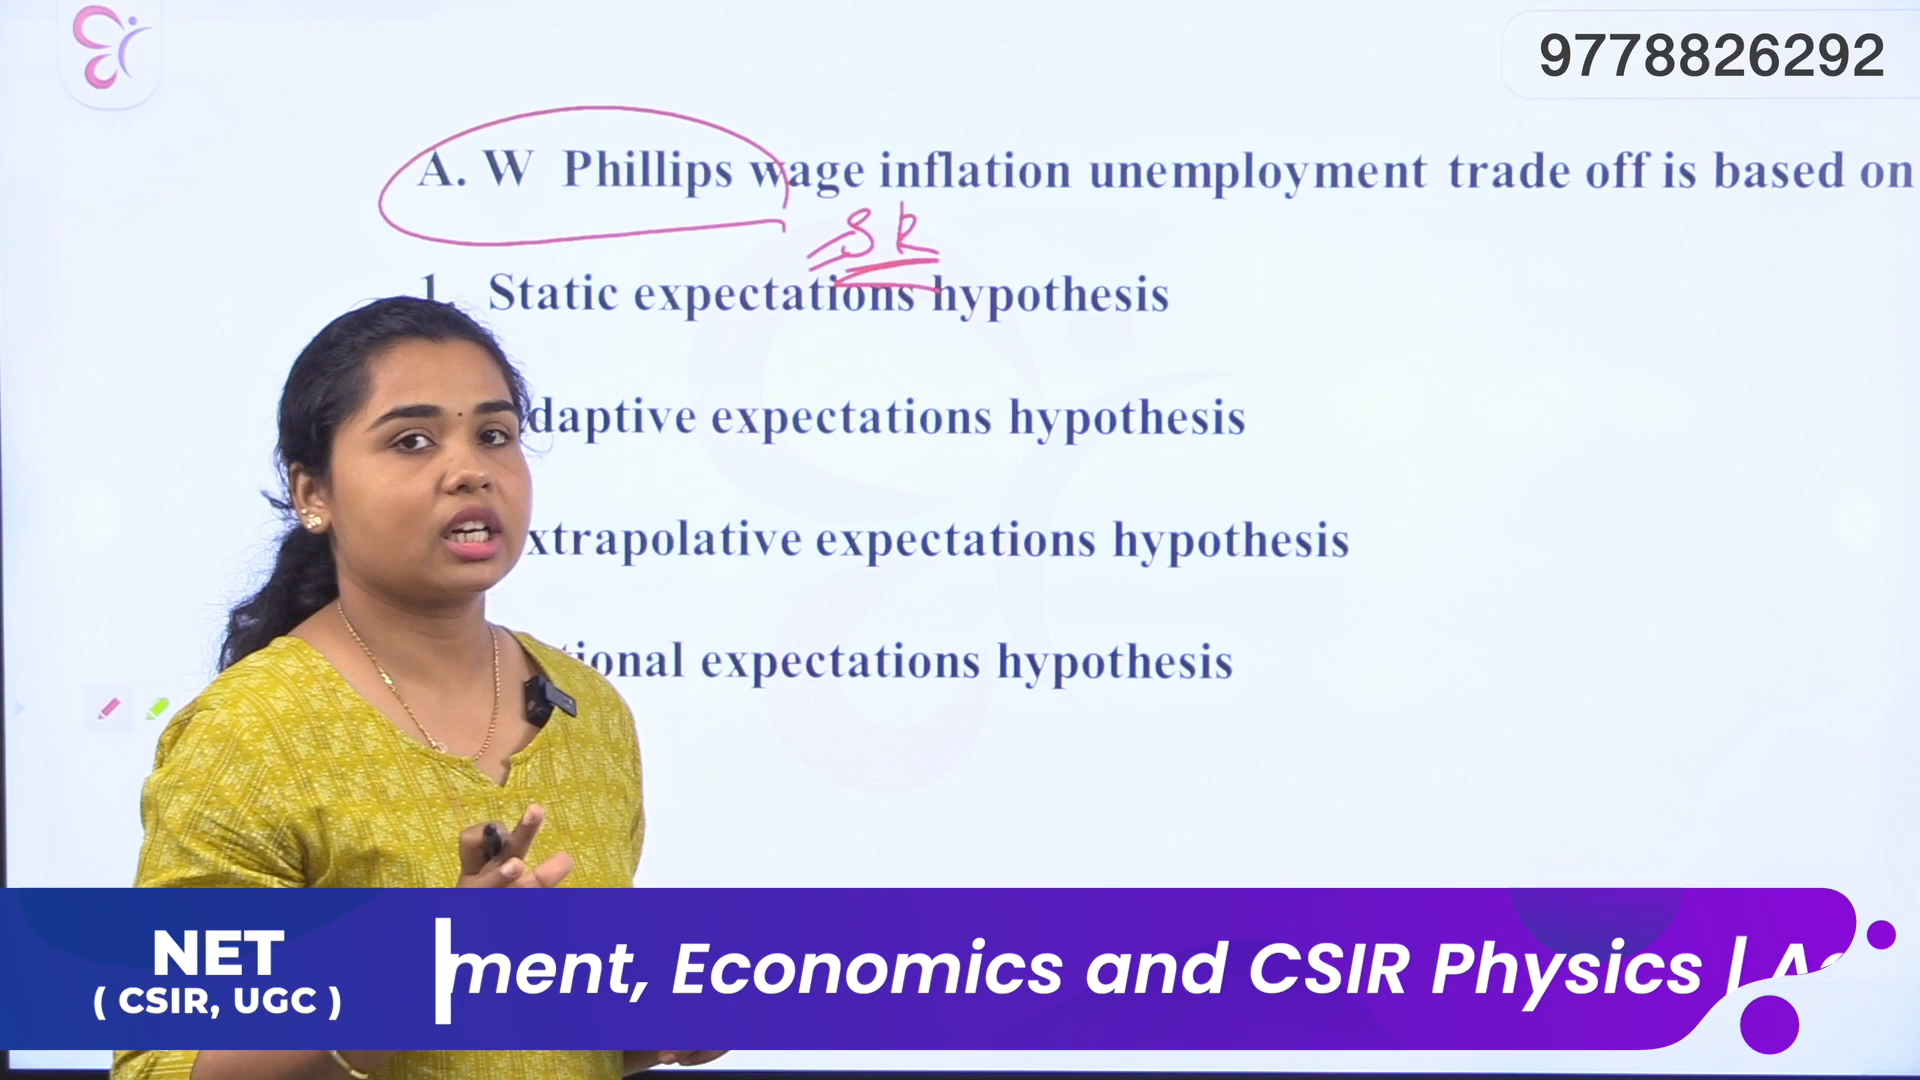 9778826292
A. W Phillips wage inflation unemployment trade off is based on
SR
1. Static expectations hypothesis
daptive expectations hypothesis
xtrapolative expectations hypothesis
tional expectations hypothesis
NET
( CSIR, UGC )
ment, Economics and CSIR Physics | A